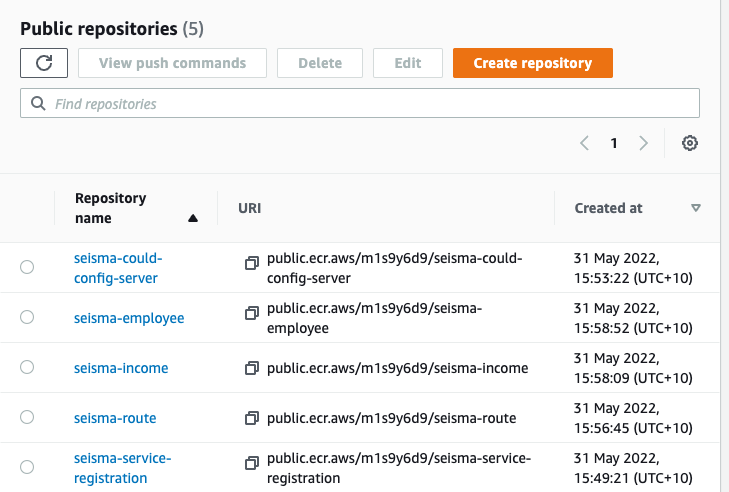 Public repositories (5)
View push commands Delete Edit Create repository
Find repositories
1
Repository
name
URI
Created at
seisma-could-
config-server
public.ecr.aws/m1s9y6d9/seisma-could-
config-server
31 May 2022,
15:53:22 (UTC+10)
seisma-employee
public.ecr.aws/m1s9y6d9/seisma-
employee
31 May 2022,
15:58:52 (UTC+10)
seisma-income
public.ecr.aws/m1s9y6d9/seisma-income
31 May 2022,
15:58:09 (UTC+10)
seisma-route
public.ecr.aws/m1s9y6d9/seisma-route
31 May 2022,
15:56:45 (UTC+10)
seisma-service-
registration
public.ecr.aws/m1s9y6d9/seisma-service-
registration
31 May 2022,
15:49:21 (UTC+10)